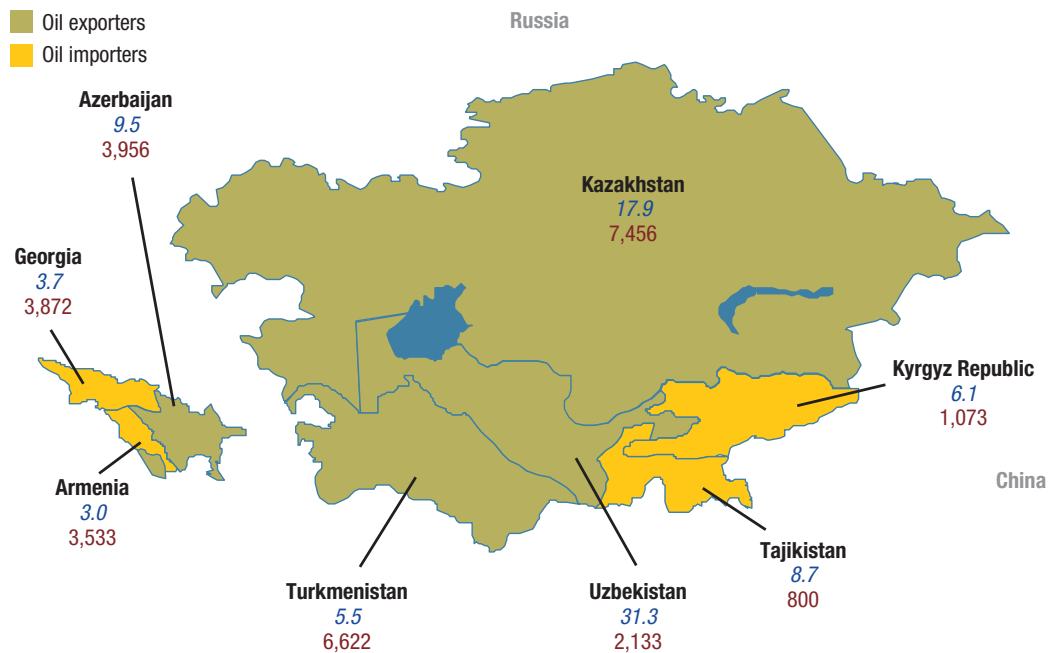 Oil exporters
Oil importers
Russia
Azerbaijan
9.5
3,956
Kazakhstan
17.9
7,456
Georgia
3.7
3,872
Kyrgyz Republic
6.1
1,073
China
Armenia
3.0
3,533
Tajikistan
8.7
800
Turkmenistan
5.5
6,622
Uzbekistan
31.3
2,133